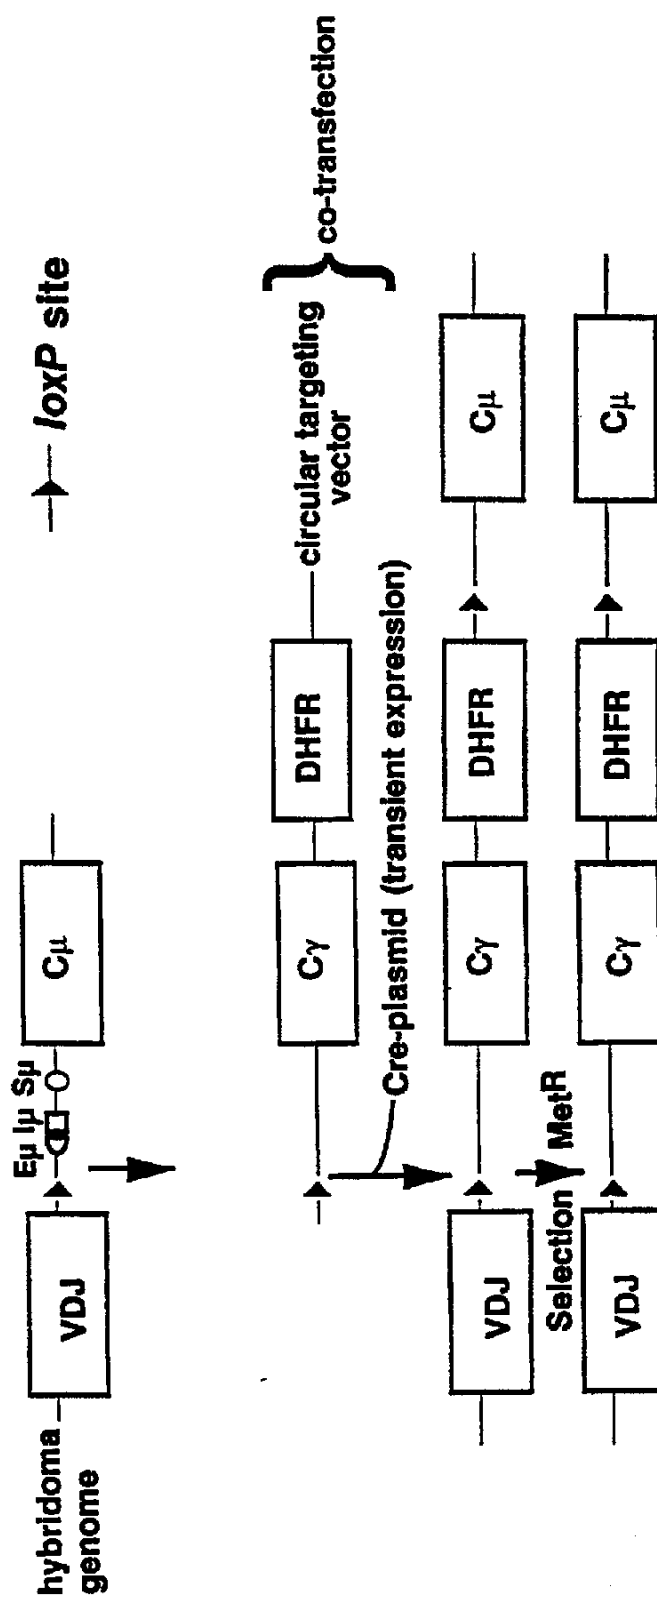 loxP site
hybridoma
genome
VDJ
Eμ Iμ Sμ
Cμ
Cγ
DHFR
circular targeting
vector
co-transfection
Cre-plasmid (transient expression)
VDJ
Cγ
DHFR
Cμ
Selection MetR
VDJ
Cγ
DHFR
Cμ